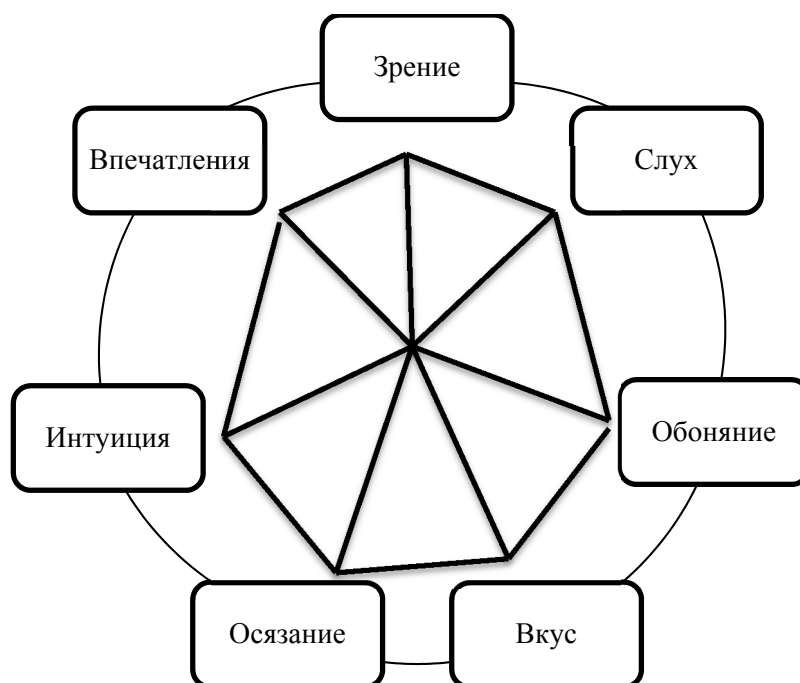 Зрение
Слух
Обоняние
Вкус
Осязание
Интуиция
Впечатления